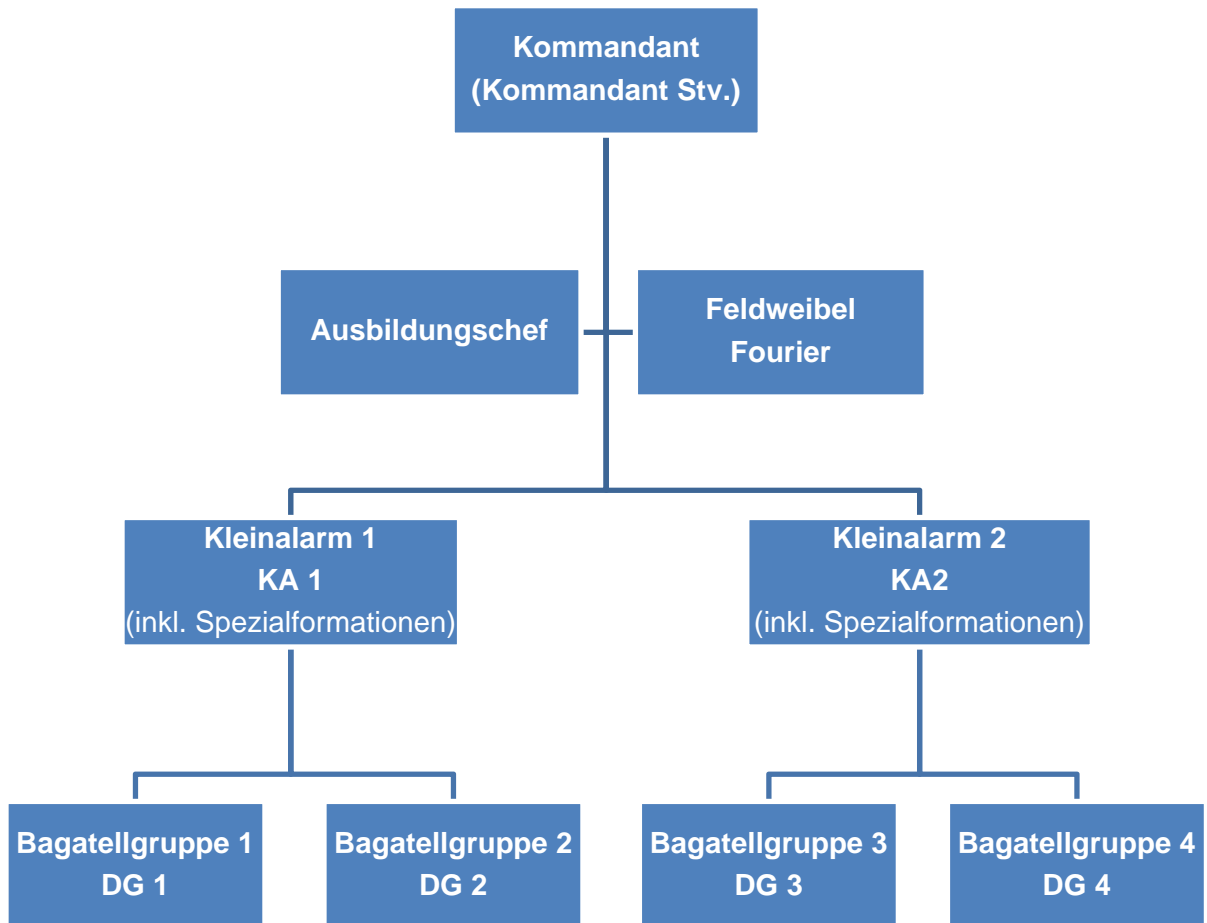 Kommandant
(Kommandant Stv.)
Ausbildungschef
Feldweibel
Fourier
Kleinalarm 1
KA 1
(inkl. Spezialformationen)
Kleinalarm 2
KA2
(inkl. Spezialformationen)
Bagatellgruppe 1
DG 1
Bagatellgruppe 2
DG 2
Bagatellgruppe 3
DG 3
Bagatellgruppe 4
DG 4